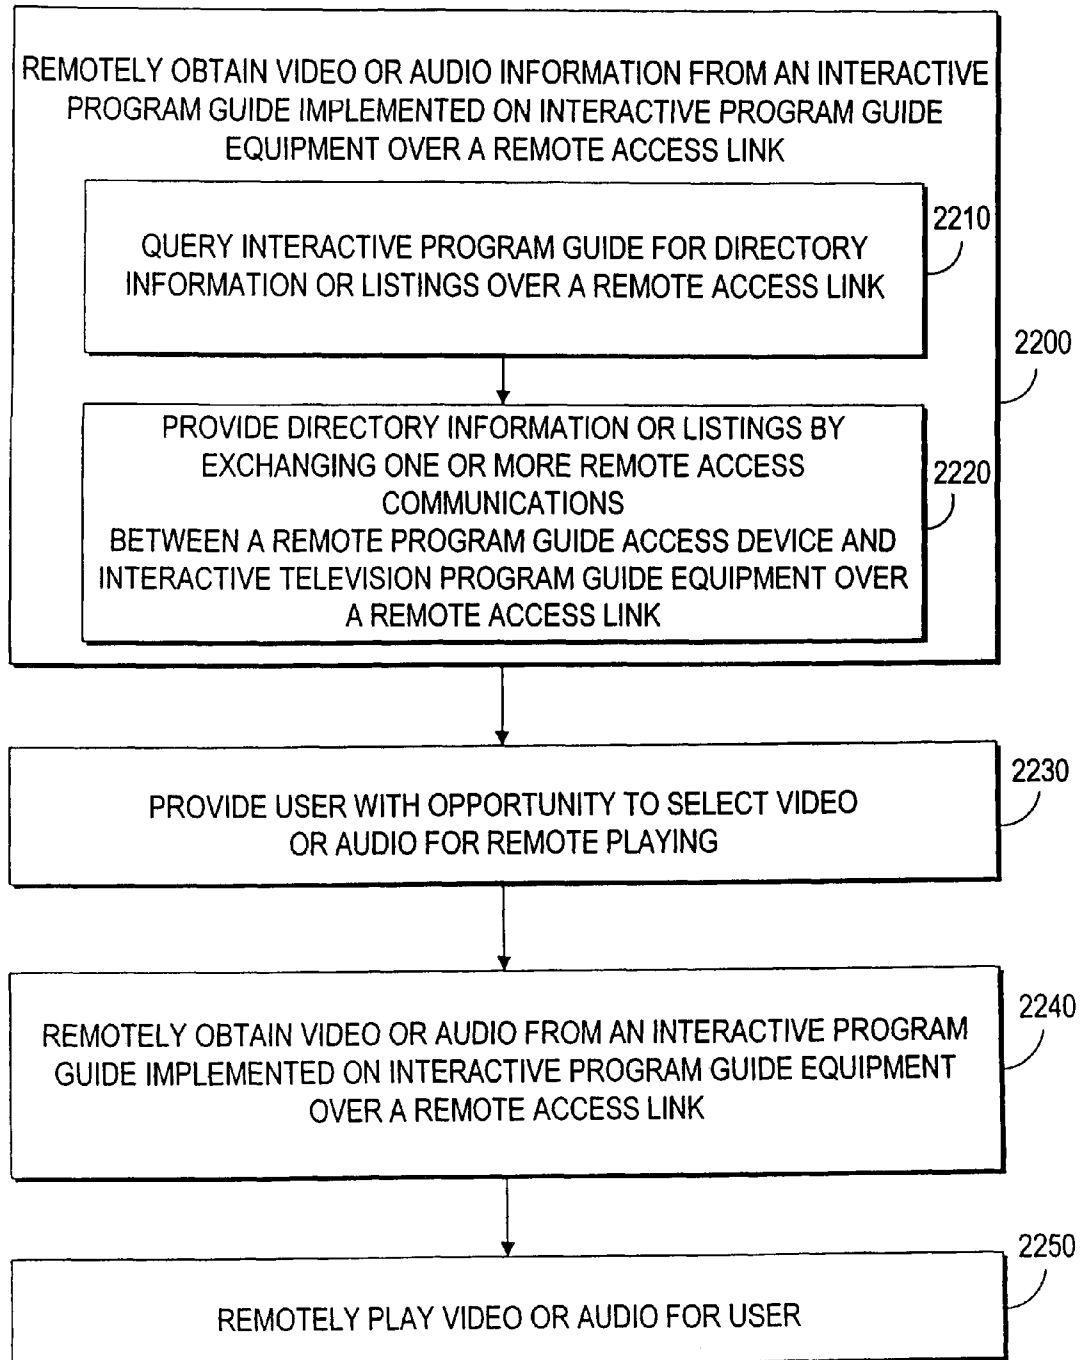 REMOTELY OBTAIN VIDEO OR AUDIO INFORMATION FROM AN INTERACTIVE
PROGRAM GUIDE IMPLEMENTED ON INTERACTIVE PROGRAM GUIDE
EQUIPMENT OVER A REMOTE ACCESS LINK
2210
QUERY INTERACTIVE PROGRAM GUIDE FOR DIRECTORY
INFORMATION OR LISTINGS OVER A REMOTE ACCESS LINK
2200
PROVIDE DIRECTORY INFORMATION OR LISTINGS BY
EXCHANGING ONE OR MORE REMOTE ACCESS
2220
COMMUNICATIONS
BETWEEN A REMOTE PROGRAM GUIDE ACCESS DEVICE AND
INTERACTIVE TELEVISION PROGRAM GUIDE EQUIPMENT OVER
A REMOTE ACCESS LINK
2230
PROVIDE USER WITH OPPORTUNITY TO SELECT VIDEO
OR AUDIO FOR REMOTE PLAYING
2240
REMOTELY OBTAIN VIDEO OR AUDIO FROM AN INTERACTIVE PROGRAM
GUIDE IMPLEMENTED ON INTERACTIVE PROGRAM GUIDE EQUIPMENT
OVER A REMOTE ACCESS LINK
2250
REMOTELY PLAY VIDEO OR AUDIO FOR USER